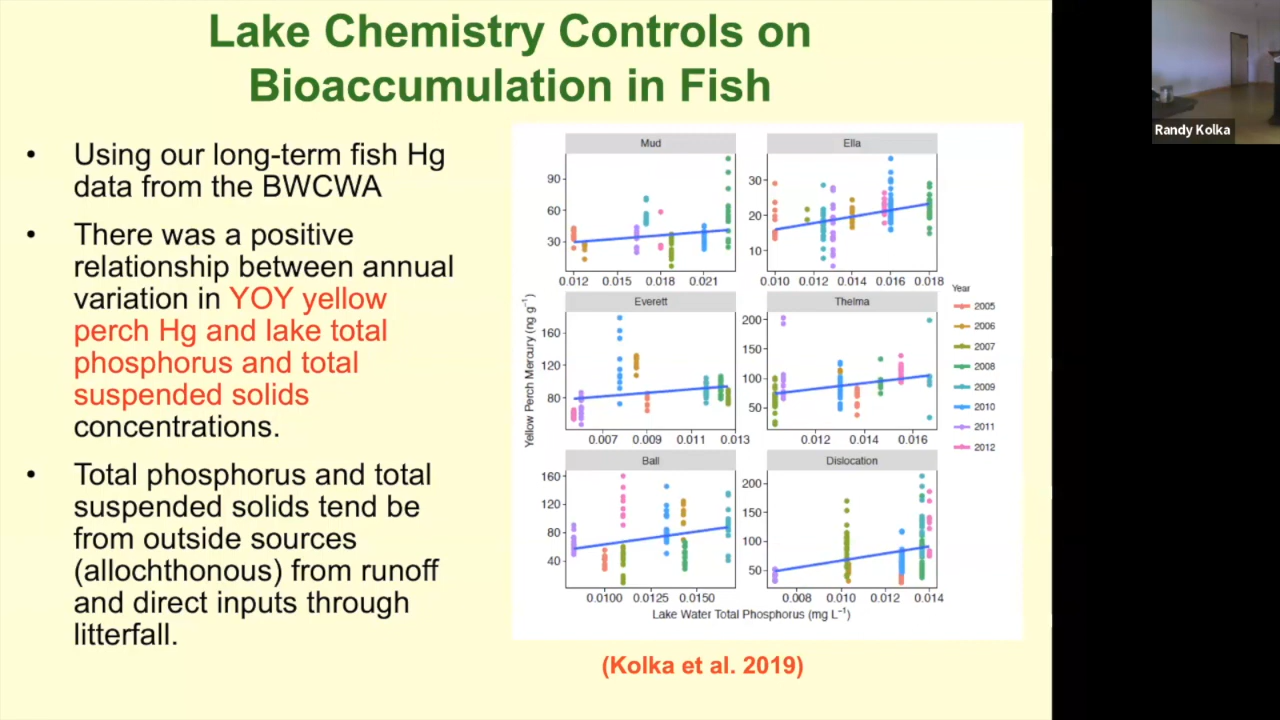 Lake Chemistry Controls on
Bioaccumulation in Fish
• Using our long-term fish Hg
data from the BWCWA
• There was a positive
relationship between annual
variation in YOY yellow
perch Hg and lake total
phosphorus and total
suspended solids
concentrations.
• Total phosphorus and total
suspended solids tend be
from outside sources
(allochthonous) from runoff
and direct inputs through
litterfall.
Mud
90
60
30
0.012 0.015 0.018 0.021
Ella
30
20
10
0.010 0.012 0.014 0.016 0.018
Everett
160
120
80
0.007 0.009 0.011 0.013
Thelma
200
150
100
50
0.012 0.014 0.016
Ball
160
120
80
40
0.0100 0.0125 0.0150
Dislocation
200
150
100
50
0.008 0.010 0.012 0.014
Yellow Perch Mercury (ng g⁻¹)
Lake Water Total Phosphorus (mg L⁻¹)
Year
2005
2006
2007
2008
2009
2010
2011
2012
(Kolka et al. 2019)
Randy Kolka